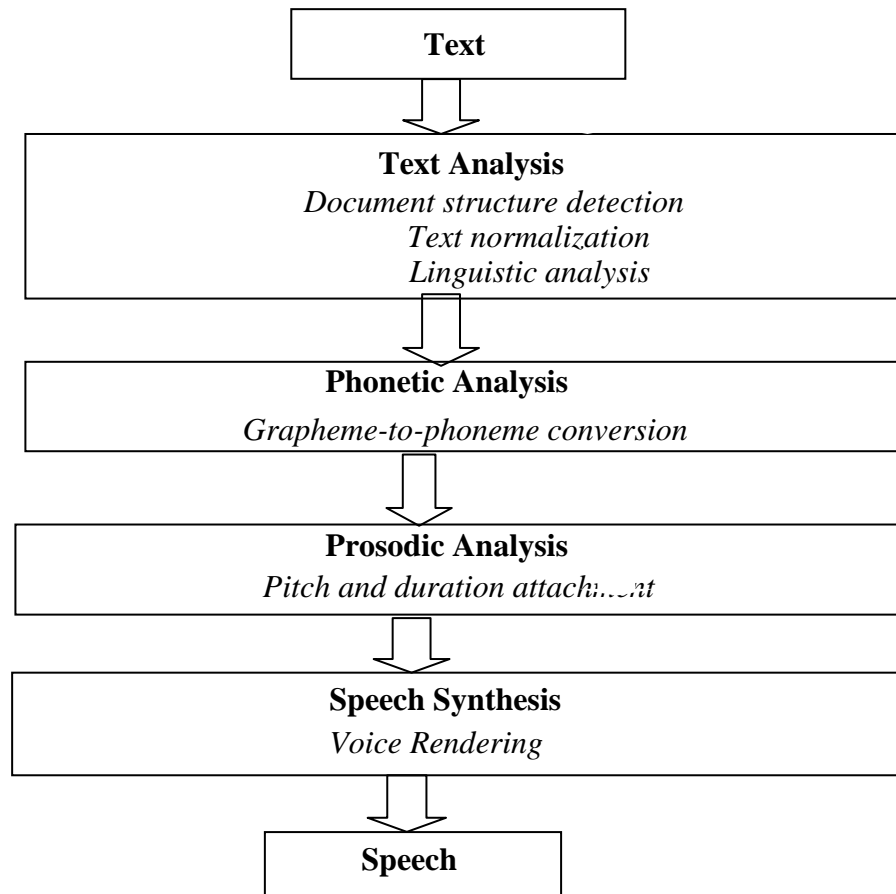 Text
Text Analysis
Document structure detection
Text normalization
Linguistic analysis
Phonetic Analysis
Grapheme-to-phoneme conversion
Prosodic Analysis
Pitch and duration attachment
Speech Synthesis
Voice Rendering
Speech